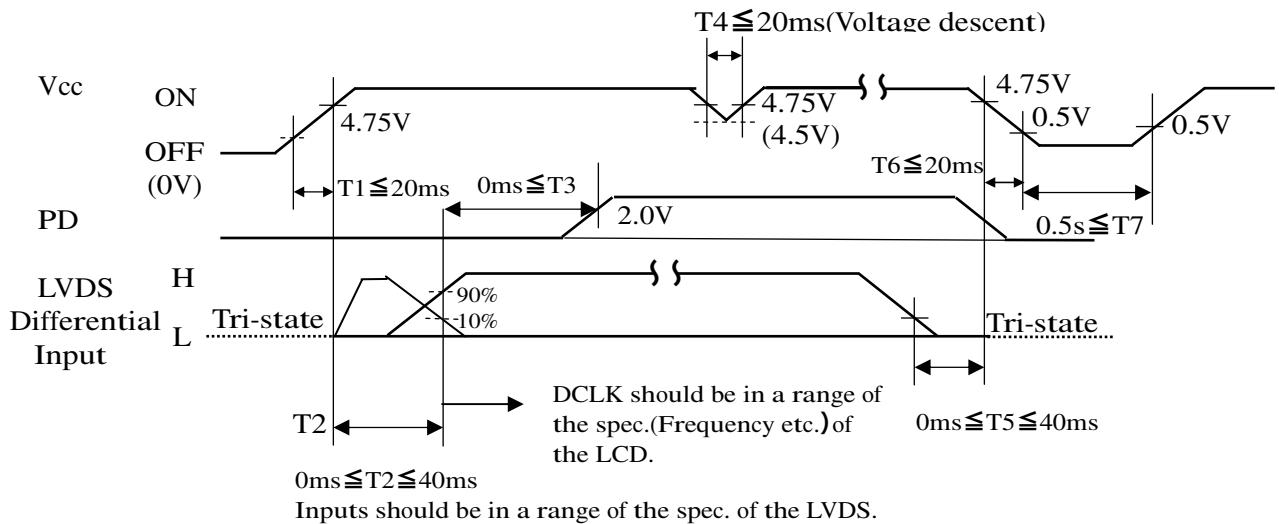 T4≦20ms(Voltage descent)
Vcc
ON
4.75V
4.75V
(4.5V)
4.75V
0.5V
0.5V
OFF
(0V)
T1≦20ms
0ms≦T3
T6≦20ms
PD
2.0V
0.5s≦T7
LVDS
Differential
Input
H
90%
10%
Tri-state
L
Tri-state
T2
DCLK should be in a range of
the spec.(Frequency etc.) of
the LCD.
0ms≦T5≦40ms
0ms≦T2≦40ms
Inputs should be in a range of the spec. of the LVDS.